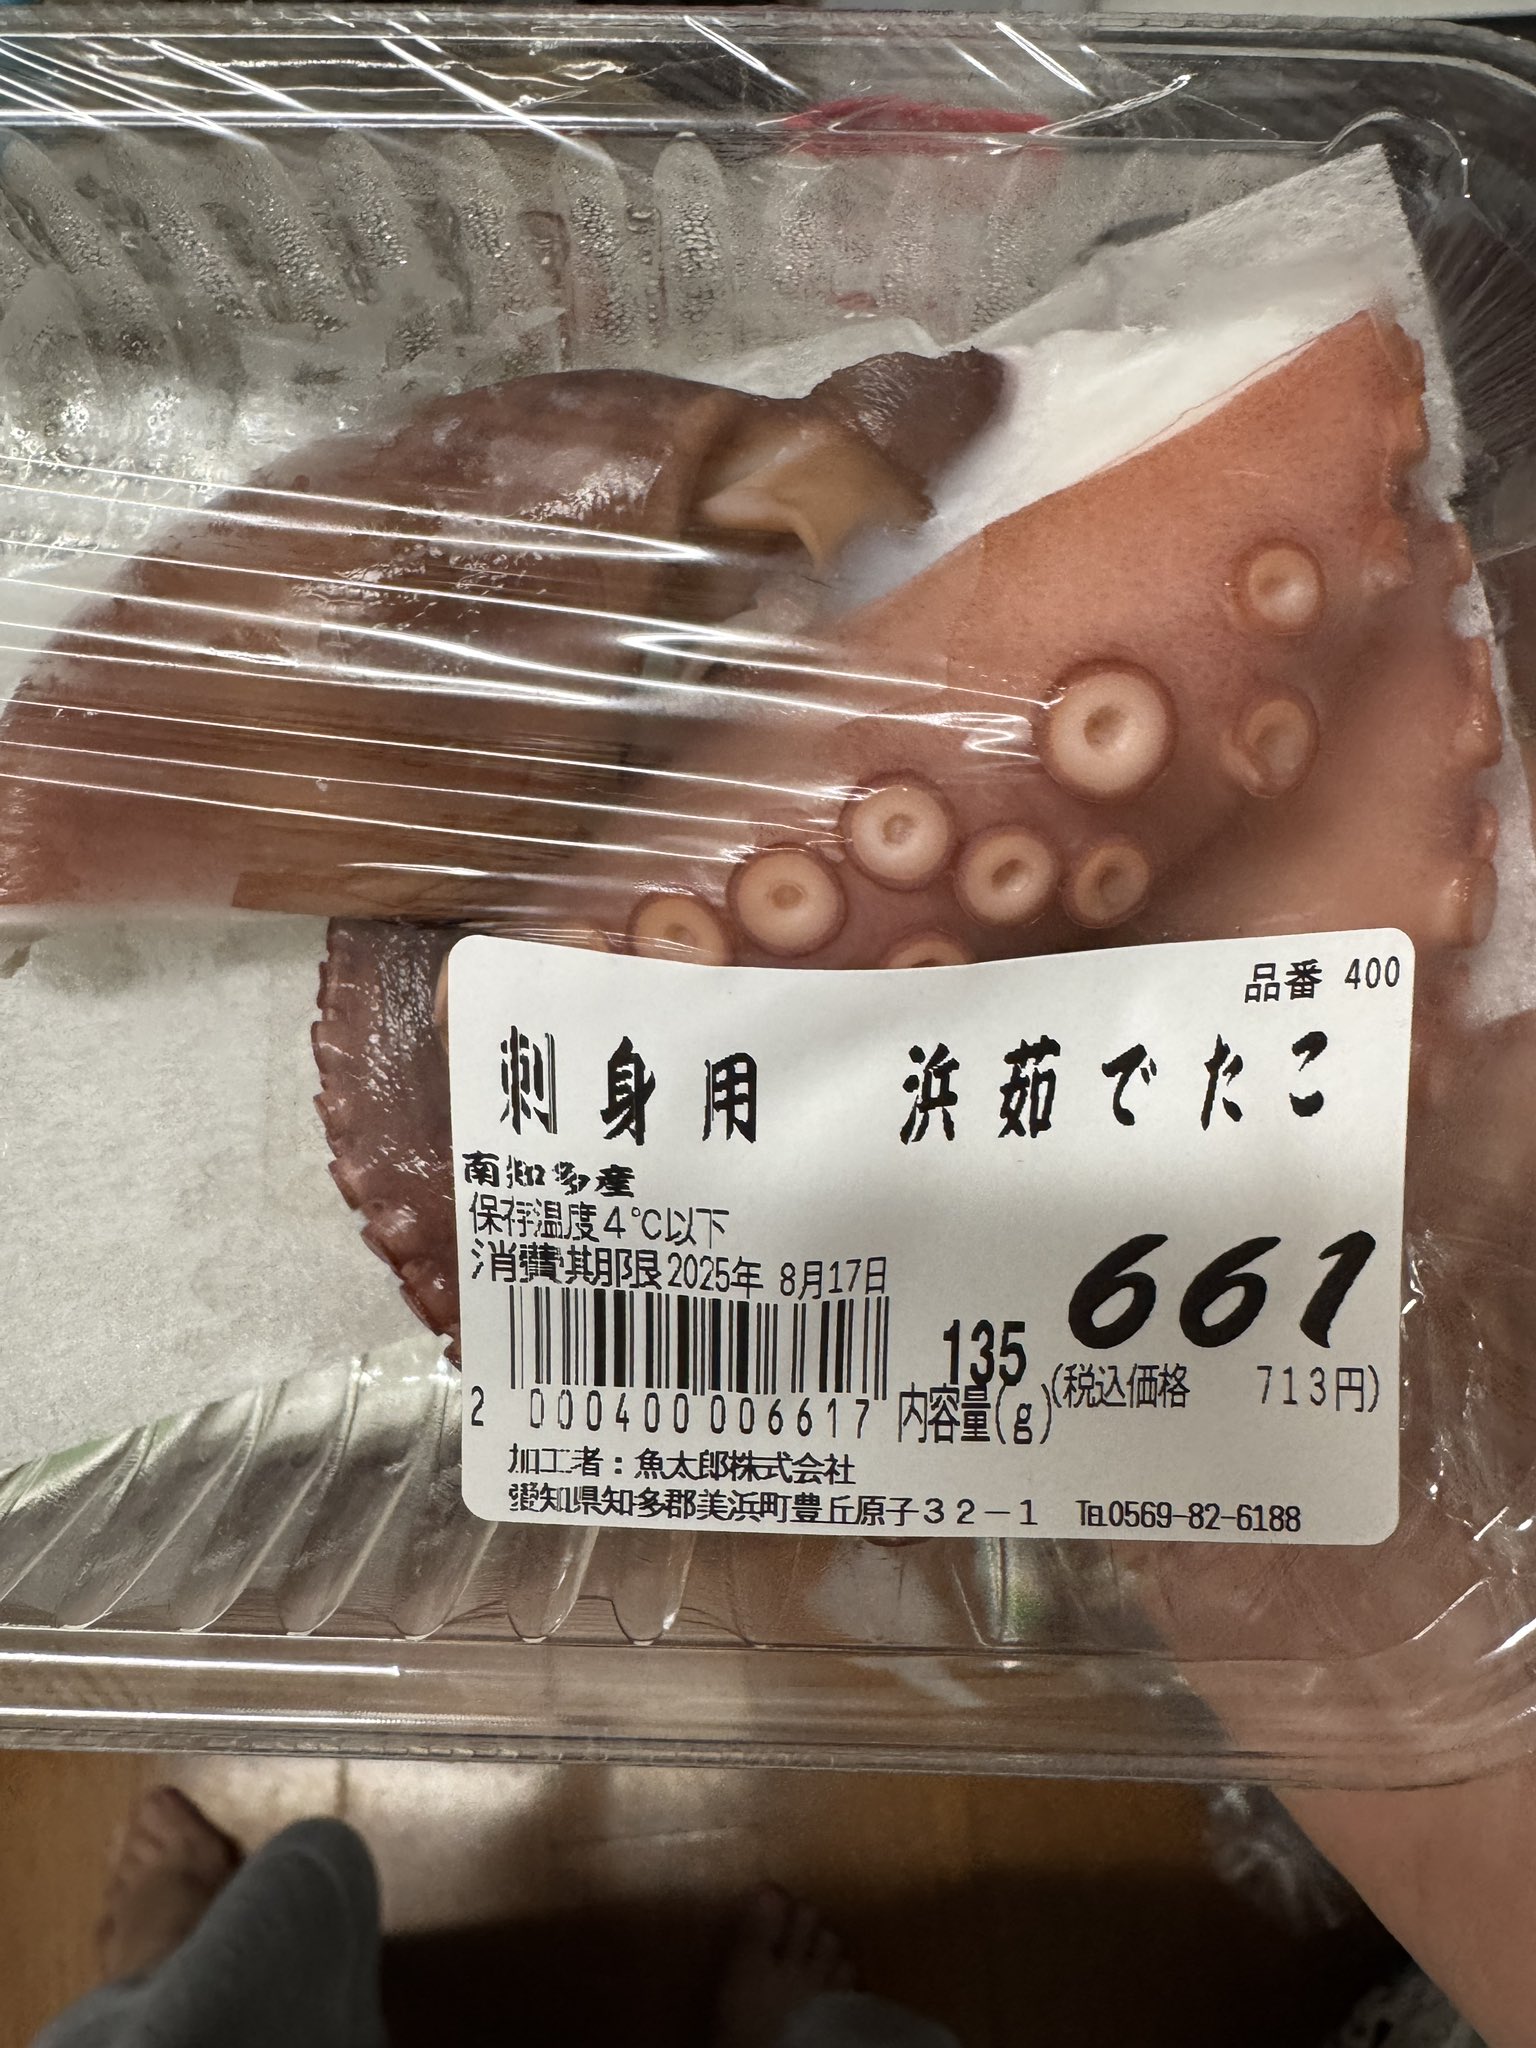 品番 400
刺身用 浜茹でたこ
南知多産
保存温度4℃以下
消費期限2025年 8月17日
661
135
内容量(g)
(税込価格 713円)
2 000400 006617
加工者:魚太郎株式会社
愛知県知多郡美浜町豊丘原子32-1 ℡0569-82-6188